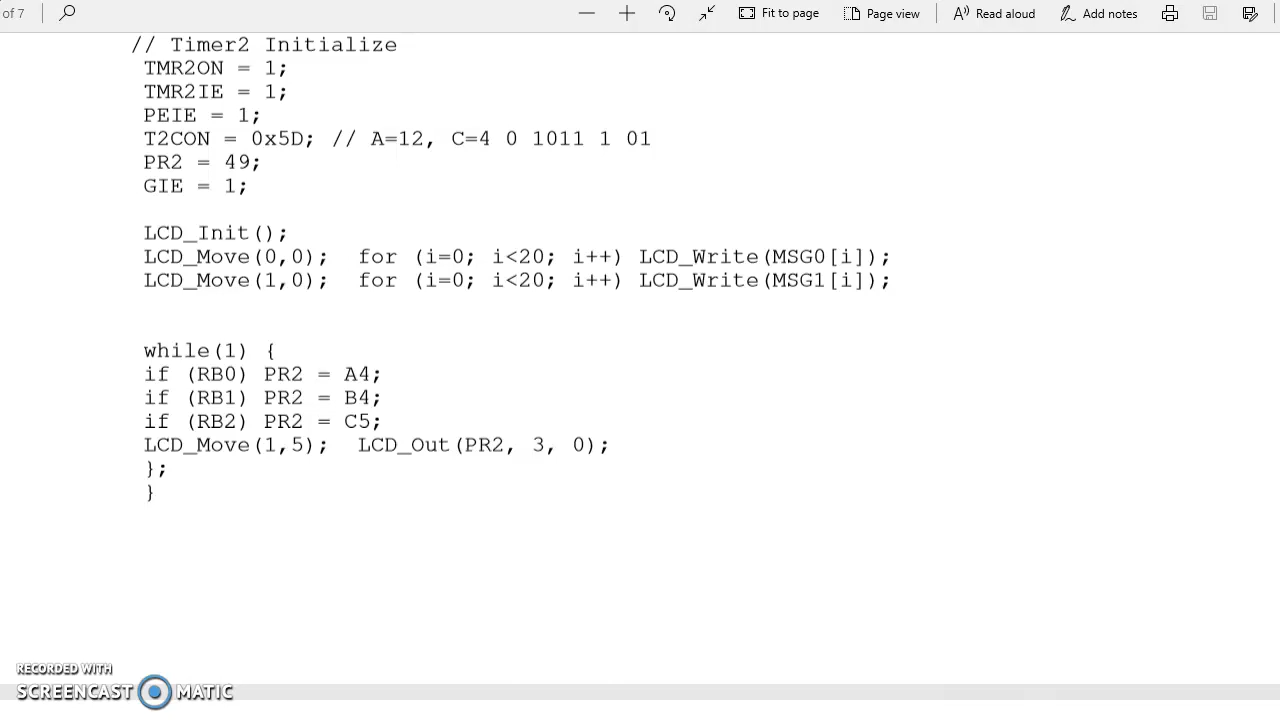 of 7
Fit to page
Page view
Read aloud
Add notes
// Timer2 Initialize
TMR2ON = 1;
TMR2IE = 1;
PEIE = 1;
T2CON = 0x5D; // A=12, C=4 0 1011 1 01
PR2 = 49;
GIE = 1;
LCD_Init();
LCD_Move(0,0); for (i=0; i<20; i++) LCD_Write(MSG0[i]);
LCD_Move(1,0); for (i=0; i<20; i++) LCD_Write(MSG1[i]);
while(1) {
if (RB0) PR2 = A4;
if (RB1) PR2 = B4;
if (RB2) PR2 = C5;
LCD_Move(1,5); LCD_Out(PR2, 3, 0);
};
}
RECORDED WITH
SCREENCAST MATIC